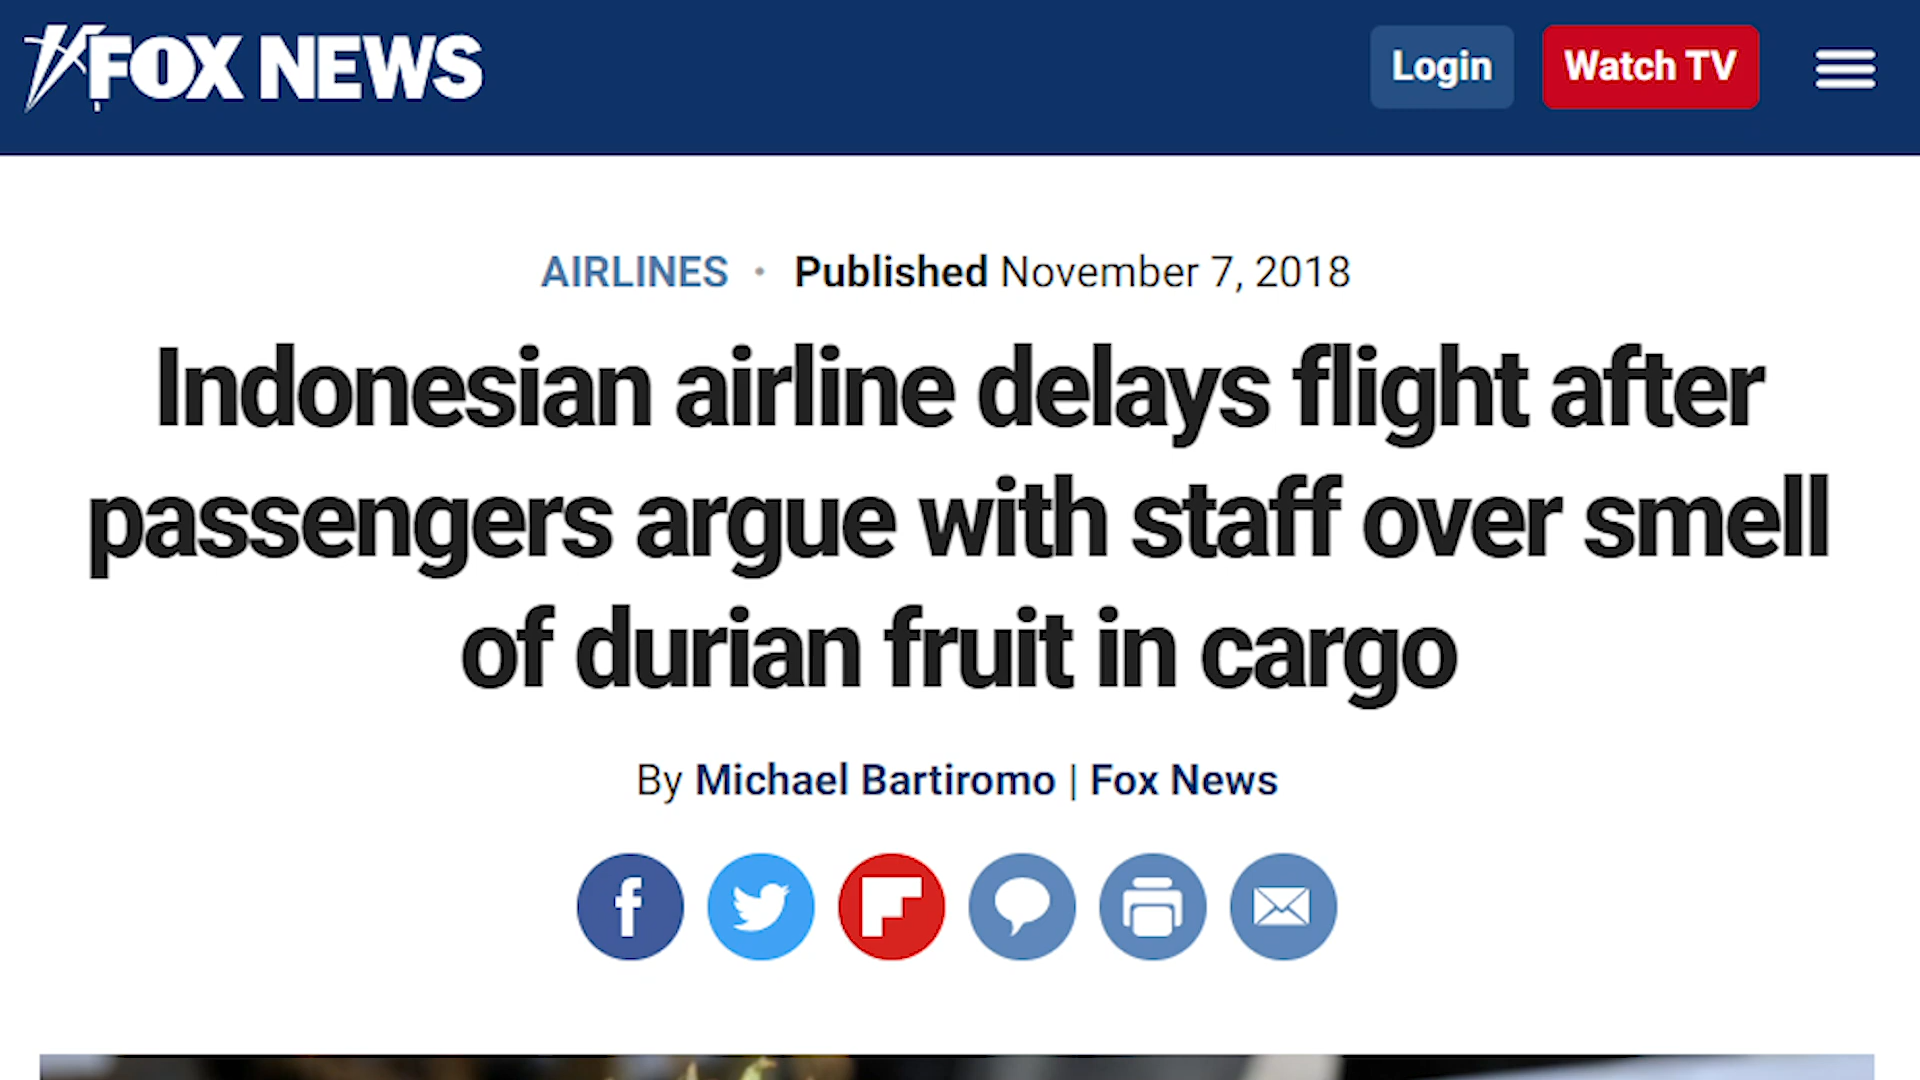 FOX NEWS
Login
Watch TV
AIRLINES • Published November 7, 2018
Indonesian airline delays flight after
passengers argue with staff over smell
of durian fruit in cargo
By Michael Bartiromo | Fox News